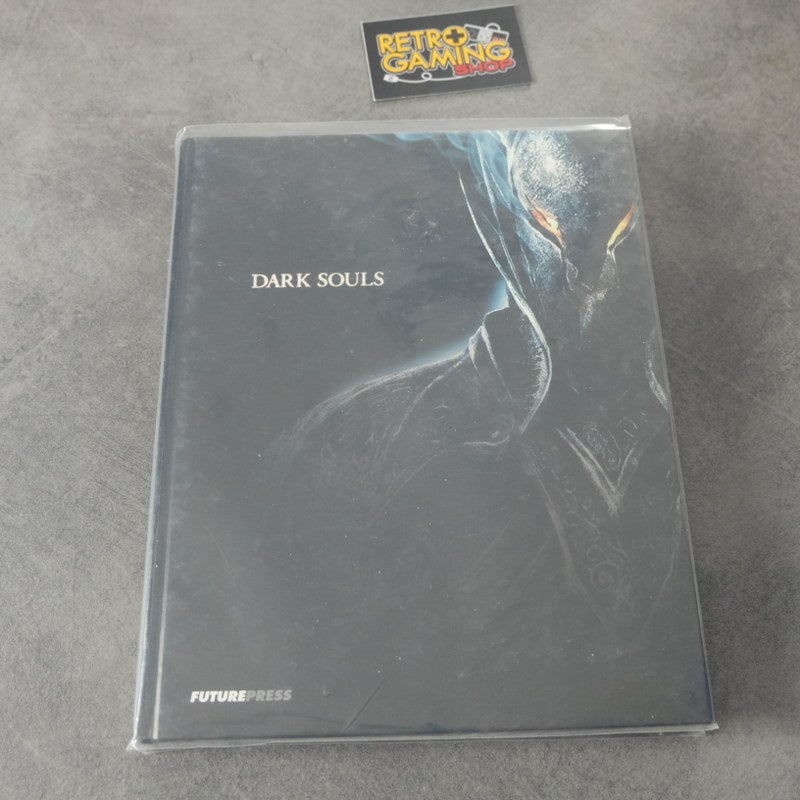 RETRO
GAMING
SHOP
DARK SOULS
FUTUREPRESS